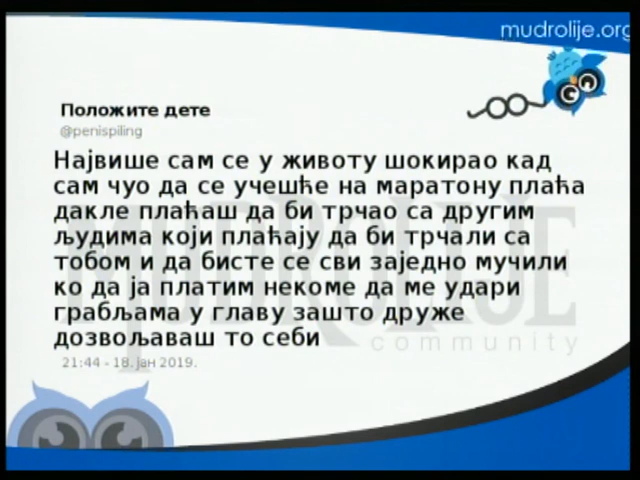 mudrolije.org
Положите дете
@penispiling
Највише сам се у животу шокирао кад
сам чуо да се учешће на маратону плаћа
дакле плаћаш да би трчао са другим
људима који плаћају да би трчали са
тобом и да бисте се сви заједно мучили
ко да ја платим некоме да ме удари
грабљама у главу зашто друже
дозвољаваш то себи
MUDROLIJE
community
21:44 - 18. јан 2019.